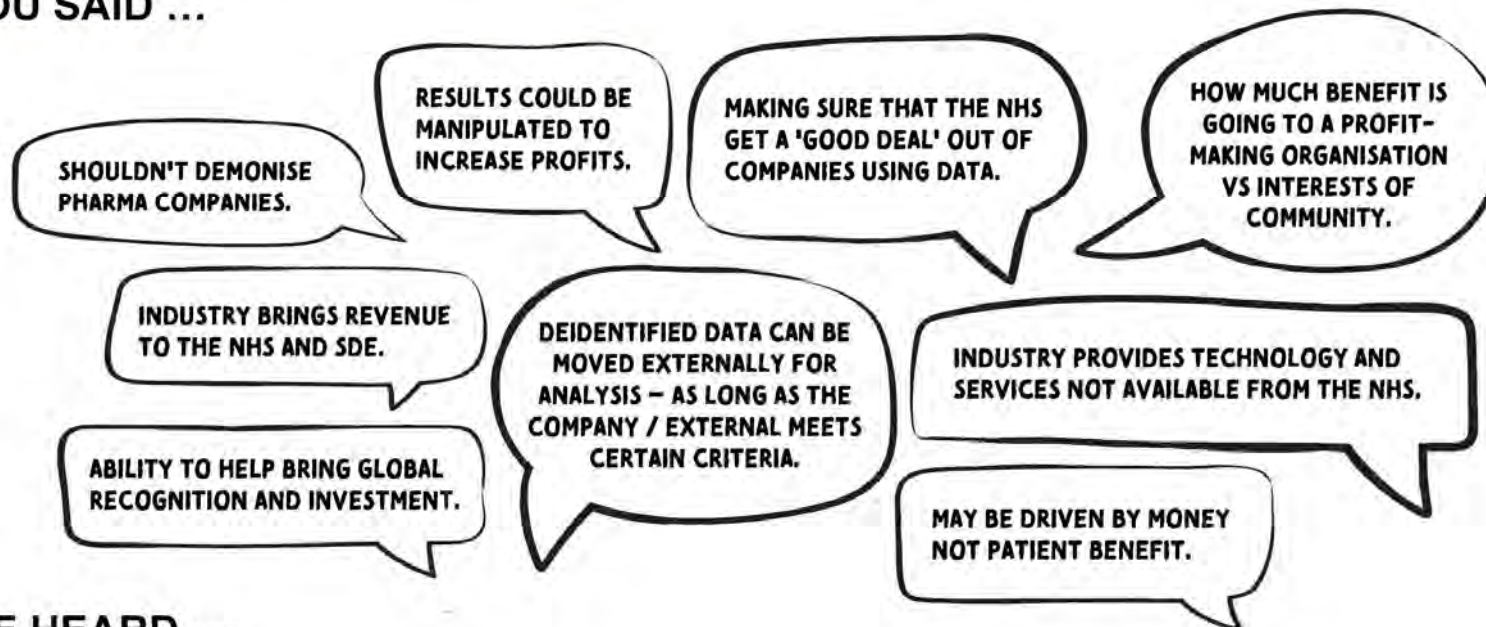 OU SAID ...
SHOULDN'T DEMONISE
PHARMA COMPANIES.
RESULTS COULD BE
MANIPULATED TO
INCREASE PROFITS.
MAKING SURE THAT THE NHS
GET A 'GOOD DEAL' OUT OF
COMPANIES USING DATA.
HOW MUCH BENEFIT IS
GOING TO A PROFIT-
MAKING ORGANISATION
VS INTERESTS OF
COMMUNITY.
INDUSTRY BRINGS REVENUE
TO THE NHS AND SDE.
DEIDENTIFIED DATA CAN BE
MOVED EXTERNALLY FOR
ANALYSIS – AS LONG AS THE
COMPANY / EXTERNAL MEETS
CERTAIN CRITERIA.
INDUSTRY PROVIDES TECHNOLOGY AND
SERVICES NOT AVAILABLE FROM THE NHS.
ABILITY TO HELP BRING GLOBAL
RECOGNITION AND INVESTMENT.
MAY BE DRIVEN BY MONEY
NOT PATIENT BENEFIT.
E HEARD